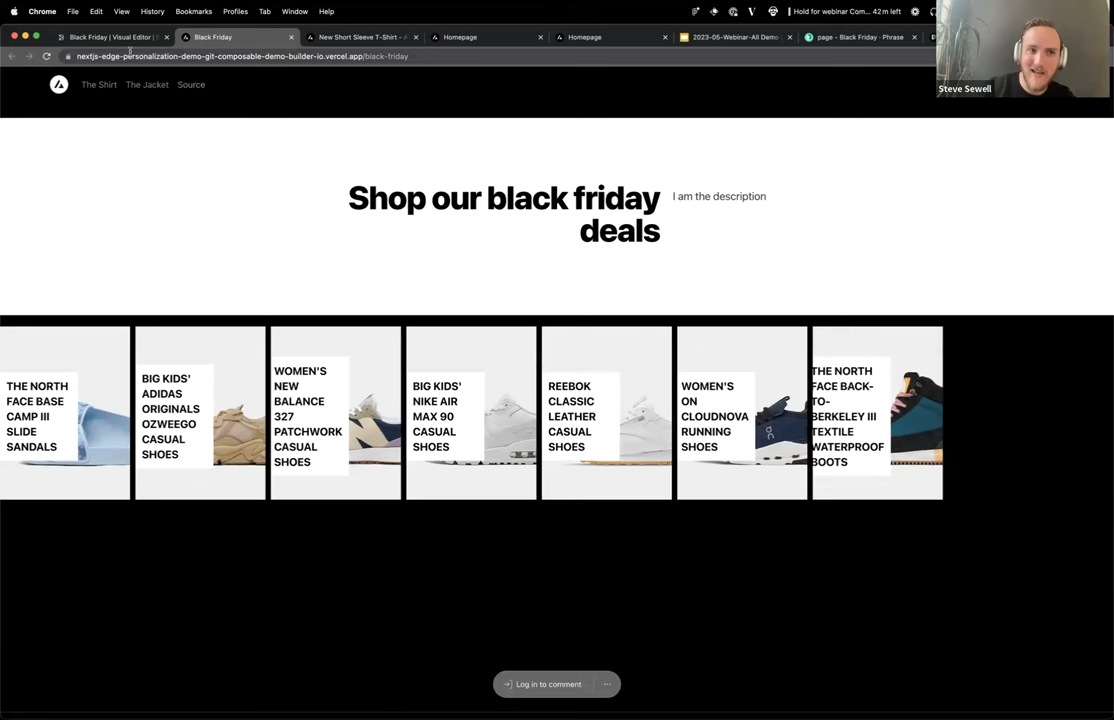 Chrome File Edit View History Bookmarks Profiles Tab Window Help
Hold for webinar Com... 42 m left
Black Friday | Visual Editor |
Black Friday
New Short Sleeve T-Shirt -
Homepage
Homepage
2023-05-Webinar-All Demo
page - Black Friday - Phrase
nextjs-edge-personalization-demo-git-composable-demo-builder-io.vercel.app/black-friday
Steve Sewell
The Shirt The Jacket Source
Shop our black friday
deals
I am the description
THE NORTH
FACE BASE
CAMP III
SLIDE
SANDALS
BIG KIDS'
ADIDAS
ORIGINALS
OZWEEGO
CASUAL
SHOES
WOMEN'S
NEW
BALANCE
327
PATCHWORK
CASUAL
SHOES
BIG KIDS'
NIKE AIR
MAX 90
CASUAL
SHOES
REEBOK
CLASSIC
LEATHER
CASUAL
SHOES
WOMEN'S
ON
CLOUDNOVA
RUNNING
SHOES
THE NORTH
FACE BACK-
TO-
BERKELEY III
TEXTILE
WATERPROOF
BOOTS
Log in to comment